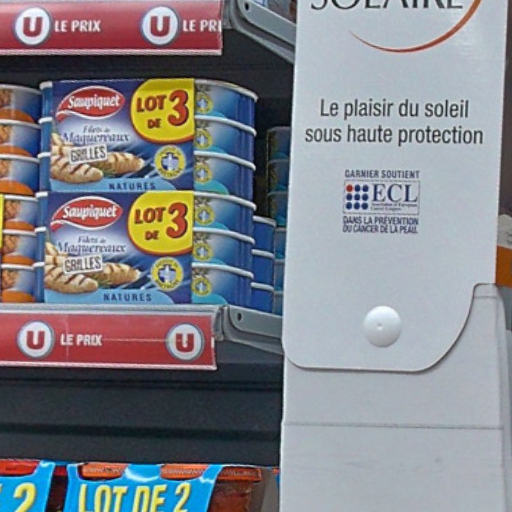 SOLAIRE
U LE PRIX
U LE PRI
Le plaisir du soleil
sous haute protection
GARNIER SOUTIENT
ECL
DANS LA PRÉVENTION
DU CANCER DE LA PEAU.
Saupiquet
LOT DE 3
Filets de
Maquereaux
GRILLÉS
NATURES
Saupiquet
LOT DE 3
Filets de
Maquereaux
GRILLÉS
NATURES
U LE PRIX
U
2
LOT DE 2